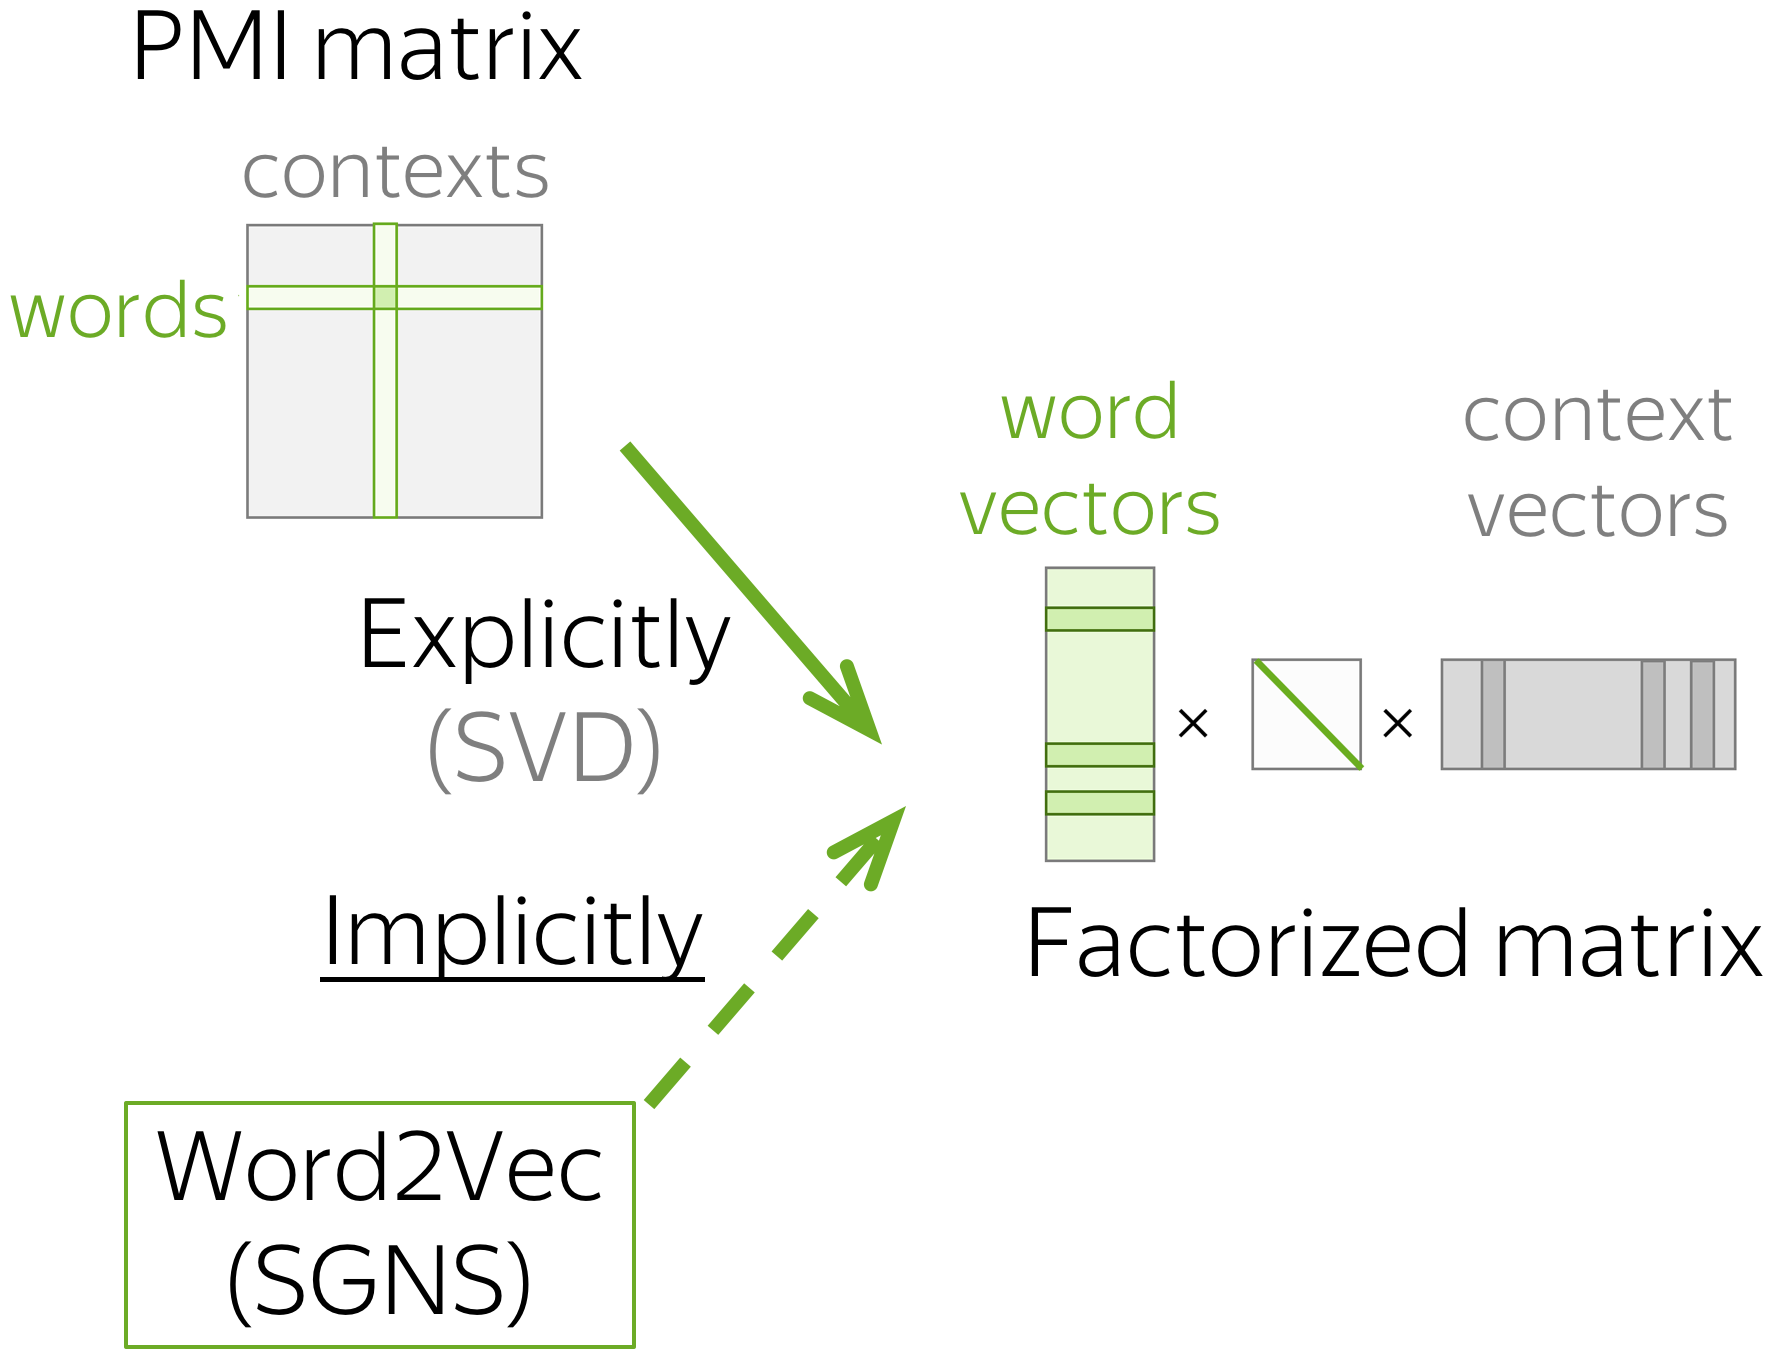 PMI matrix
contexts
words
word
vectors
context
vectors
Explicitly
(SVD)
×
×
Implicitly
Factorized matrix
Word2Vec
(SGNS)